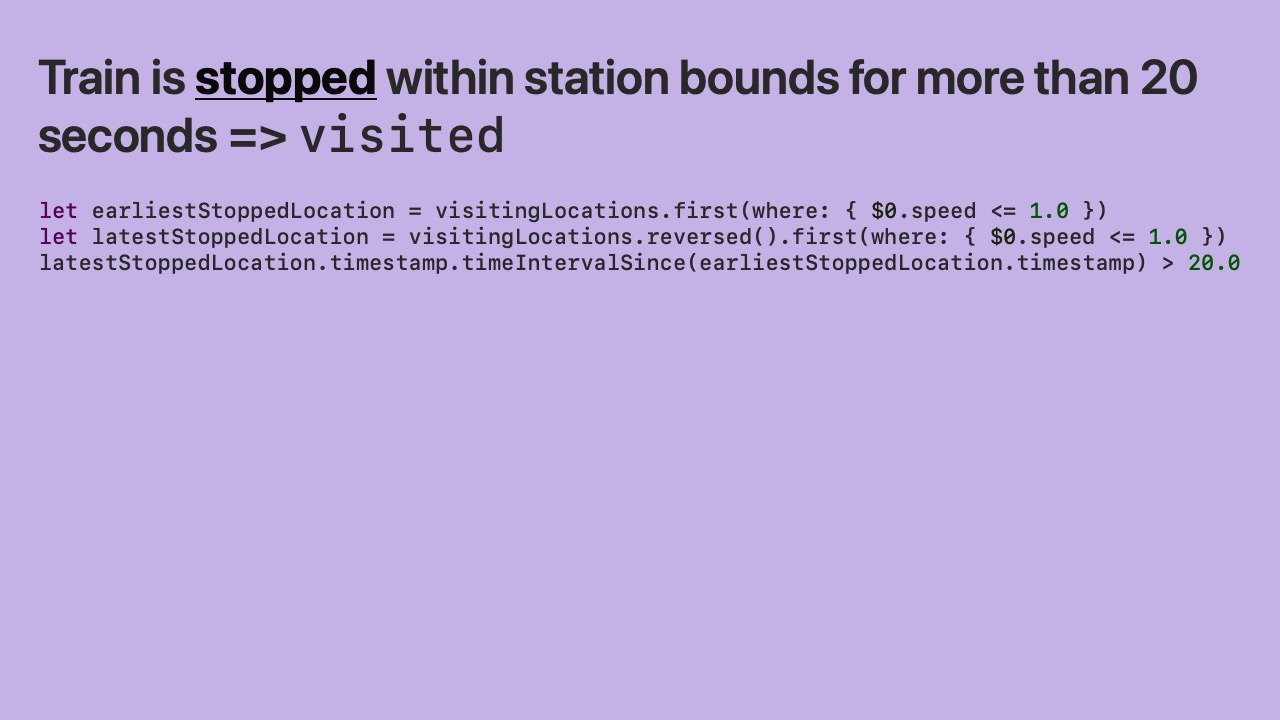 Train is stopped within station bounds for more than 20
seconds => visited
let earliestStoppedLocation = visitingLocations.first(where: { $0.speed <= 1.0 })
let latestStoppedLocation = visitingLocations.reversed().first(where: { $0.speed <= 1.0 })
latestStoppedLocation.timestamp.timeIntervalSince(earliestStoppedLocation.timestamp) > 20.0